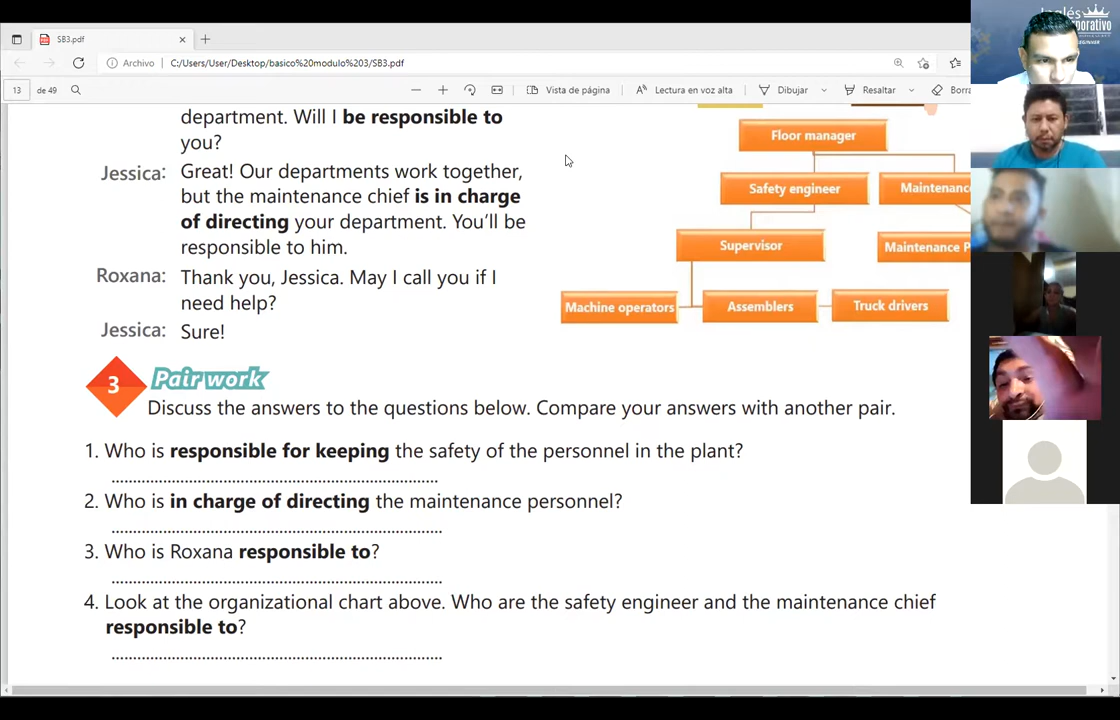 SB3.pdf
Archivo
C:/Users/User/Desktop/basico%20modulo%203/SB3.pdf
13
de 49
Vista de página
Lectura en voz alta
Dibujar
Resaltar
Borra
Inglés
BEGINNER
department. Will I be responsible to
you?
Jessica: Great! Our departments work together,
but the maintenance chief is in charge
of directing your department. You'll be
responsible to him.
Roxana: Thank you, Jessica. May I call you if I
need help?
Jessica: Sure!
Floor manager
Safety engineer
Maintenanc
Supervisor
Maintenance P
Machine operators
Assemblers
Truck drivers
3 Pair work
Discuss the answers to the questions below. Compare your answers with another pair.
1. Who is responsible for keeping the safety of the personnel in the plant?
2. Who is in charge of directing the maintenance personnel?
3. Who is Roxana responsible to?
4. Look at the organizational chart above. Who are the safety engineer and the maintenance chief
responsible to?